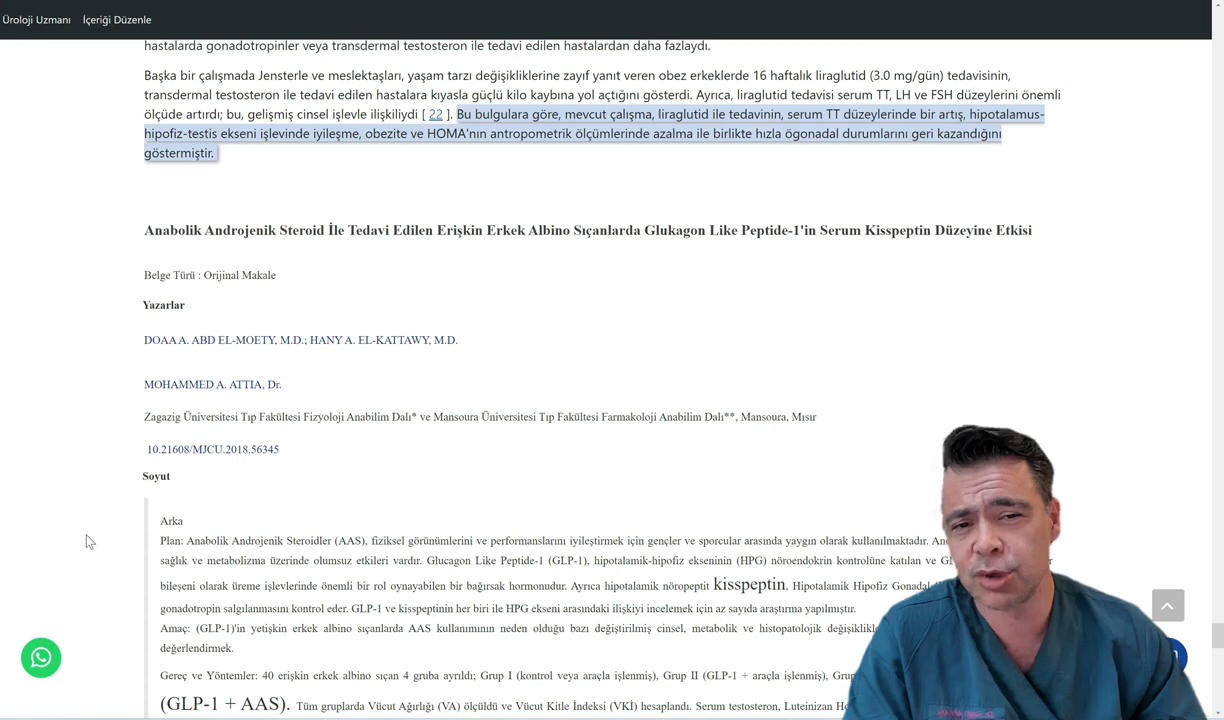 Üroloji Uzmanı İçeriği Düzenle
hastalarda gonadotropinler veya transdermal testosteron ile tedavi edilen hastalardan daha fazlaydı.
Başka bir çalışmada Jensterle ve meslektaşları, yaşam tarzı değişikliklerine zayıf yanıt veren obez erkeklerde 16 haftalık liraglutid (3.0 mg/gün) tedavisinin,
transdermal testosteron ile tedavi edilen hastalara kıyasla güçlü kilo kaybına yol açtığını gösterdi. Ayrıca, liraglutid tedavisi serum TT, LH ve FSH düzeylerini önemli
ölçüde artırdı; bu, gelişmiş cinsel işlevle ilişkiliydi [ 22 ]. Bu bulgulara göre, mevcut çalışma, liraglutid ile tedavinin, serum TT düzeylerinde bir artış, hipotalamus-
hipofiz-testis ekseni işlevinde iyileşme, obezite ve HOMA'nın antropometrik ölçümlerinde azalma ile birlikte hızla ögonadal durumlarını geri kazandığını
göstermiştir.
Anabolik Androjenik Steroid İle Tedavi Edilen Erişkin Erkek Albino Sıçanlarda Glukagon Like Peptide-1'in Serum Kisspeptin Düzeyine Etkisi
Belge Türü : Orijinal Makale
Yazarlar
DOAA A. ABD EL-MOETY, M.D.; HANY A. EL-KATTAWY, M.D.
MOHAMMED A. ATTIA, Dr.
Zagazig Üniversitesi Tıp Fakültesi Fizyoloji Anabilim Dalı* ve Mansoura Üniversitesi Tıp Fakültesi Farmakoloji Anabilim Dalı**, Mansoura, Mısır
10.21608/MJCU.2018.56345
Soyut
Arka
Plan: Anabolik Androjenik Steroidler (AAS), fiziksel görünümlerini ve performanslarını iyileştirmek için gençler ve sporcular arasında yaygın olarak kullanılmaktadır.
sağlık ve metabolizma üzerinde olumsuz etkileri vardır. Glucagon Like Peptide-1 (GLP-1), hipotalamik-hipofiz ekseninin (HPG) nöroendokrin kontrolüne katılan ve
bileşeni olarak üreme işlevlerinde önemli bir rol oynayabilen bir bağırsak hormonudur. Ayrıca hipotalamik nöropeptit kisspeptin, Hipotalamik Hipofiz Gonadal
gonadotropin salgılanmasını kontrol eder. GLP-1 ve kisspeptinin her biri ile HPG ekseni arasındaki ilişkiyi incelemek için az sayıda araştırma yapılmıştır.
Amaç: (GLP-1)'in yetişkin erkek albino sıçanlarda AAS kullanımının neden olduğu bazı değiştirilmiş cinsel, metabolik ve histopatolojik
değerlendirmek.
Gereç ve Yöntemler: 40 erişkin erkek albino sıçan 4 gruba ayrıldı; Grup I (kontrol veya araçla işlenmiş), Grup II (GLP-1 + araçla işlenmiş),
(GLP-1 + AAS). Tüm gruplarda Vücut Ağırlığı (VA) ölçüldü ve Vücut Kitle İndeksi (VKİ) hesaplandı. Serum testosteron, Luteinizan